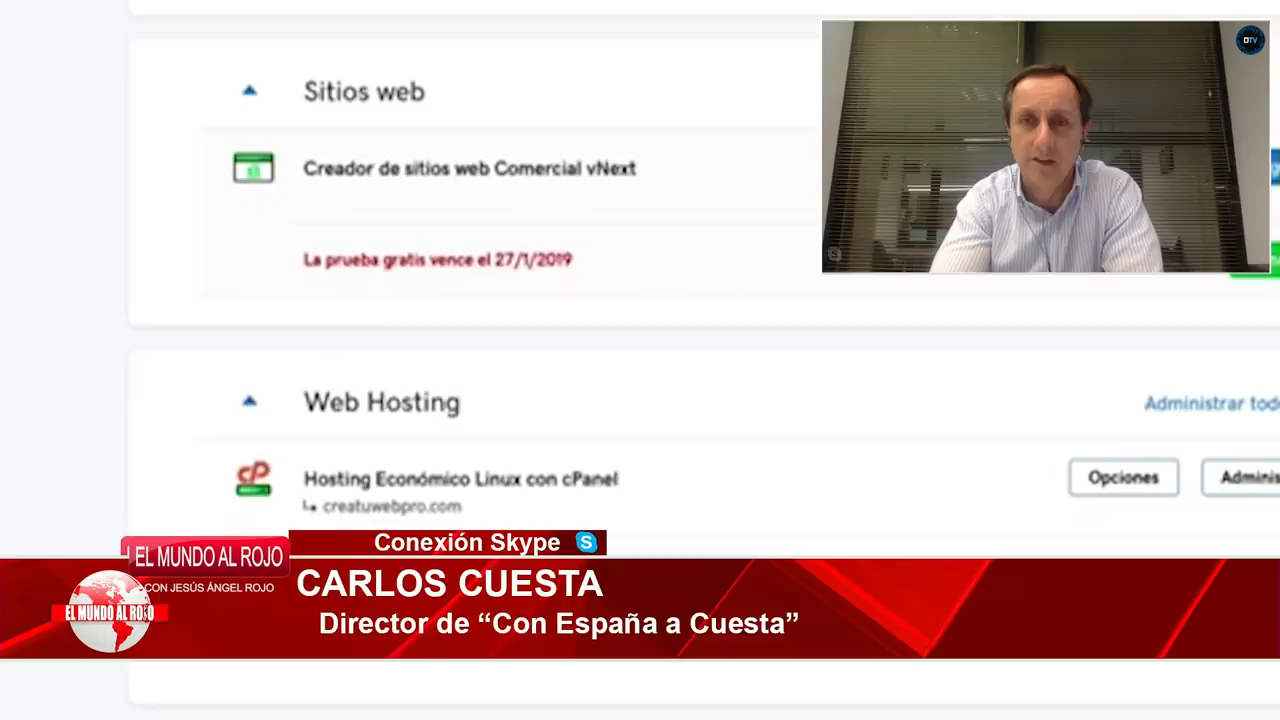 Sitios web
DTV
Creador de sitios web Comercial vNext
La prueba gratis vence el 27/1/2019
Web Hosting
Administrar tod
Hosting Económico Linux con cPanel
Opciones
Adminis
creatuwebpro.com
Conexión Skype
EL MUNDO AL ROJO
CON JESÚS ÁNGEL ROJO
CARLOS CUESTA
EL MUNDO AL ROJO
Director de “Con España a Cuesta”